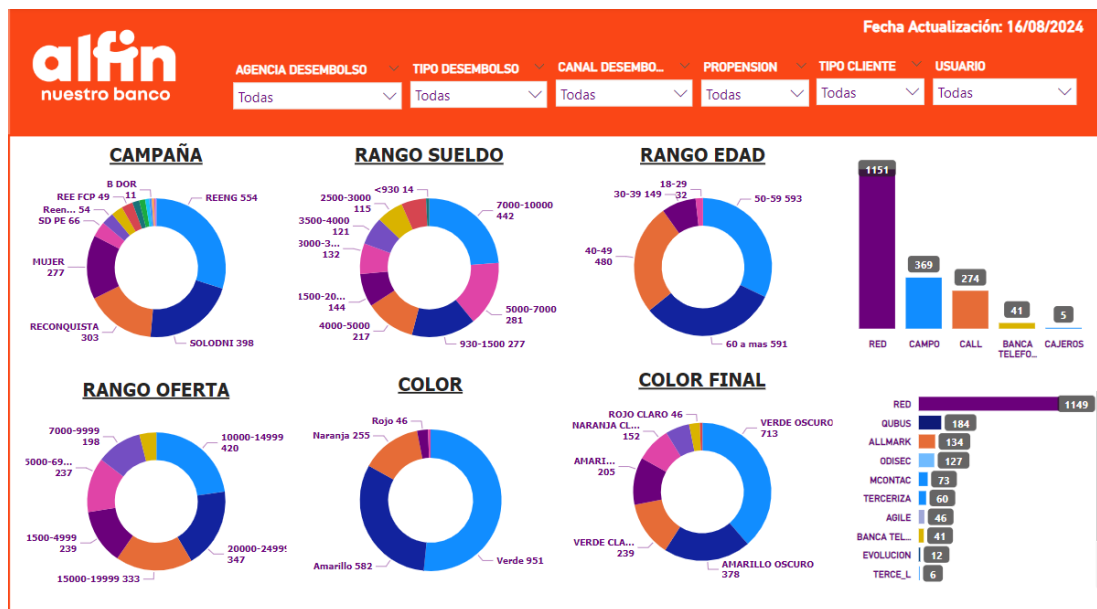 Fecha Actualización: 16/08/2024
alfin
nuestro banco
AGENCIA DESEMBOLSO
TIPO DESEMBOLSO
CANAL DESEMBO...
PROPENSION
TIPO CLIENTE
USUARIO
Todas
Todas
Todas
Todas
Todas
Todas
CAMPAÑA
B DOR
11
REE FCP 49
Reen... 54
SD PE 66
MUJER
277
RECONQUISTA
303
REENG 554
SOLODNI 398
RANGO SUELDO
<930 14
2500-3000
115
3500-4000
121
3000-3...
132
1500-20...
144
4000-5000
217
7000-10000
442
5000-7000
281
930-1500 277
RANGO EDAD
18-29
32
30-39 149
40-49
480
50-59 593
60 a mas 591
1151
369
274
41
5
RED
CAMPO
CALL
BANCA
TELEFO...
CAJEROS
RANGO OFERTA
7000-9999
198
5000-69...
237
1500-4999
239
15000-19999 333
10000-14999
420
20000-24999
347
COLOR
Rojo 46
Naranja 255
Amarillo 582
Verde 951
COLOR FINAL
ROJO CLARO 46
NARANJA CL...
152
AMARI...
205
VERDE CLA...
239
VERDE OSCURO
713
AMARILLO OSCURO
378
RED 1149
QUBUS 184
ALLMARK 134
ODISEC 127
MCONTAC 73
TERCERIZA 60
AGILE 46
BANCA TEL... 41
EVOLUCION 12
TERCE_L 6